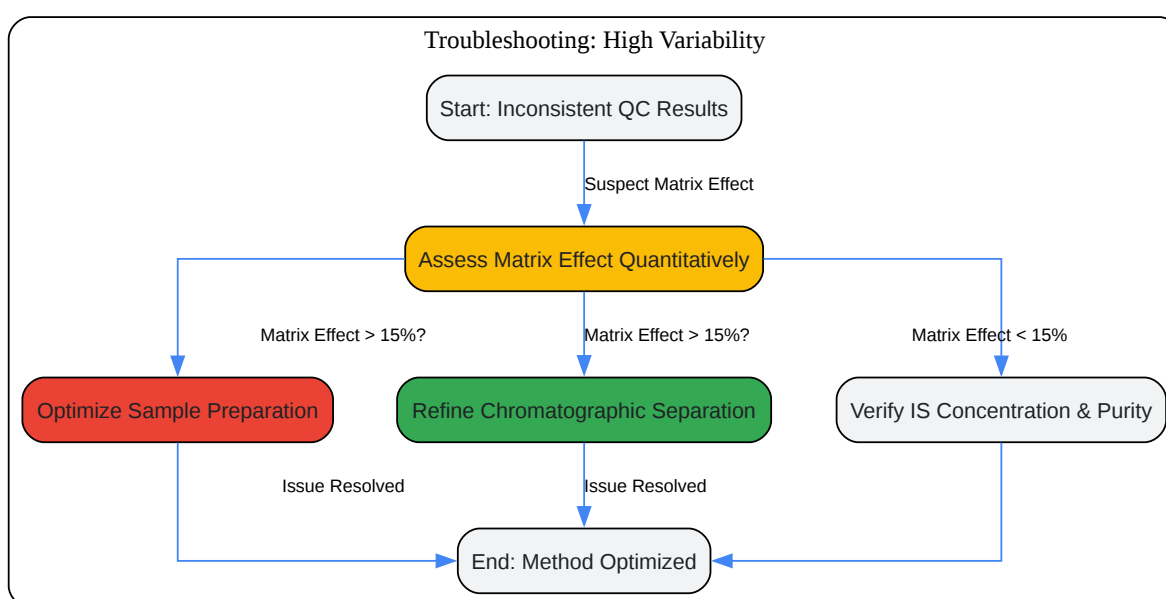 Troubleshooting: High Variability
Start: Inconsistent QC Results
Suspect Matrix Effect
Assess Matrix Effect Quantitatively
Matrix Effect > 15%?
Matrix Effect > 15%?
Matrix Effect < 15%
Optimize Sample Preparation
Refine Chromatographic Separation
Verify IS Concentration & Purity
Issue Resolved
Issue Resolved
End: Method Optimized